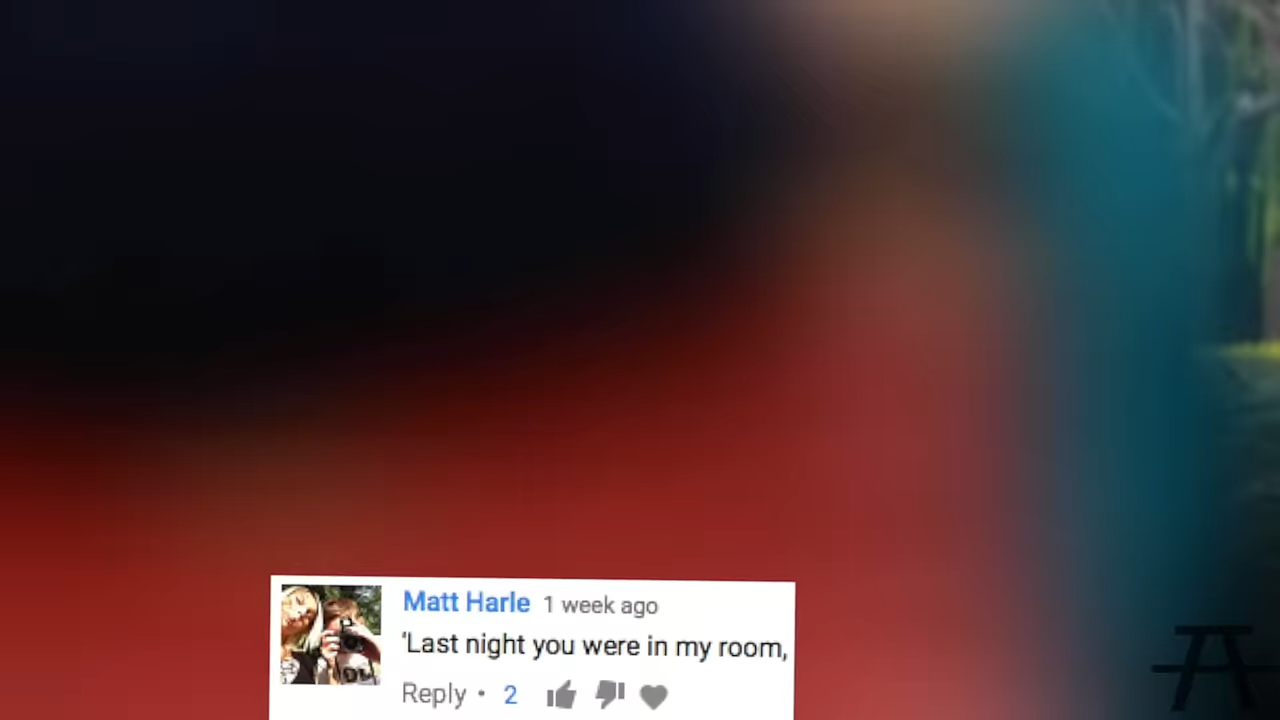 Matt Harle 1 week ago
'Last night you were in my room,
Reply • 2